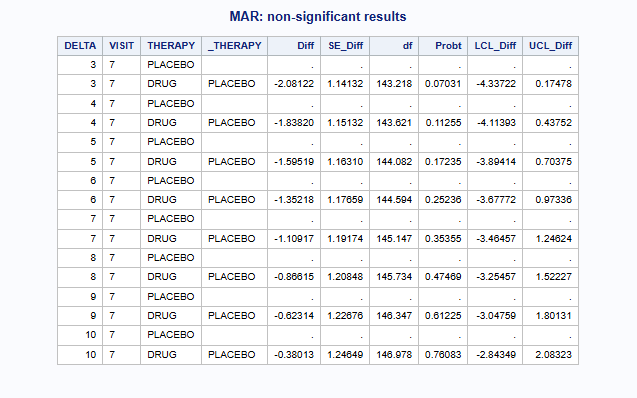 MAR: non-significant results
DELTA VISIT THERAPY _THERAPY Diff SE_Diff df Probt LCL_Diff UCL_Diff
3 7 PLACEBO . . . . . .
3 7 DRUG PLACEBO -2.08122 1.14132 143.218 0.07031 -4.33722 0.17478
4 7 PLACEBO . . . . . .
4 7 DRUG PLACEBO -1.83820 1.15132 143.621 0.11255 -4.11393 0.43752
5 7 PLACEBO . . . . . .
5 7 DRUG PLACEBO -1.59519 1.16310 144.082 0.17235 -3.89414 0.70375
6 7 PLACEBO . . . . . .
6 7 DRUG PLACEBO -1.35218 1.17659 144.594 0.25236 -3.67772 0.97336
7 7 PLACEBO . . . . . .
7 7 DRUG PLACEBO -1.10917 1.19174 145.147 0.35355 -3.46457 1.24624
8 7 PLACEBO . . . . . .
8 7 DRUG PLACEBO -0.86615 1.20848 145.734 0.47469 -3.25457 1.52227
9 7 PLACEBO . . . . . .
9 7 DRUG PLACEBO -0.62314 1.22676 146.347 0.61225 -3.04759 1.80131
10 7 PLACEBO . . . . . .
10 7 DRUG PLACEBO -0.38013 1.24649 146.978 0.76083 -2.84349 2.08323